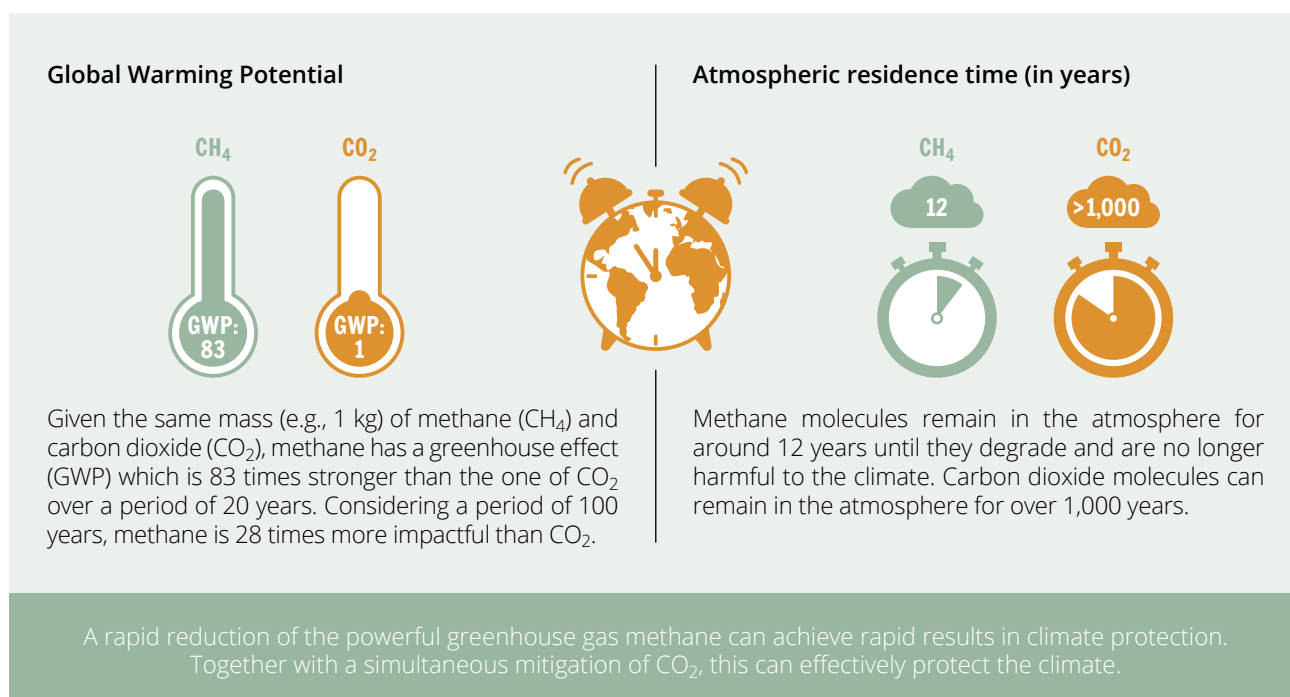 Global Warming Potential
CH₄
CO₂
GWP:
83
GWP:
1
Given the same mass (e.g., 1 kg) of methane (CH₄) and
carbon dioxide (CO₂), methane has a greenhouse effect
(GWP) which is 83 times stronger than the one of CO₂
over a period of 20 years. Considering a period of 100
years, methane is 28 times more impactful than CO₂.
Atmospheric residence time (in years)
CH₄
CO₂
12
>1,000
Methane molecules remain in the atmosphere for
around 12 years until they degrade and are no longer
harmful to the climate. Carbon dioxide molecules can
remain in the atmosphere for over 1,000 years.
A rapid reduction of the powerful greenhouse gas methane can achieve rapid results in climate protection.
Together with a simultaneous mitigation of CO₂, this can effectively protect the climate.